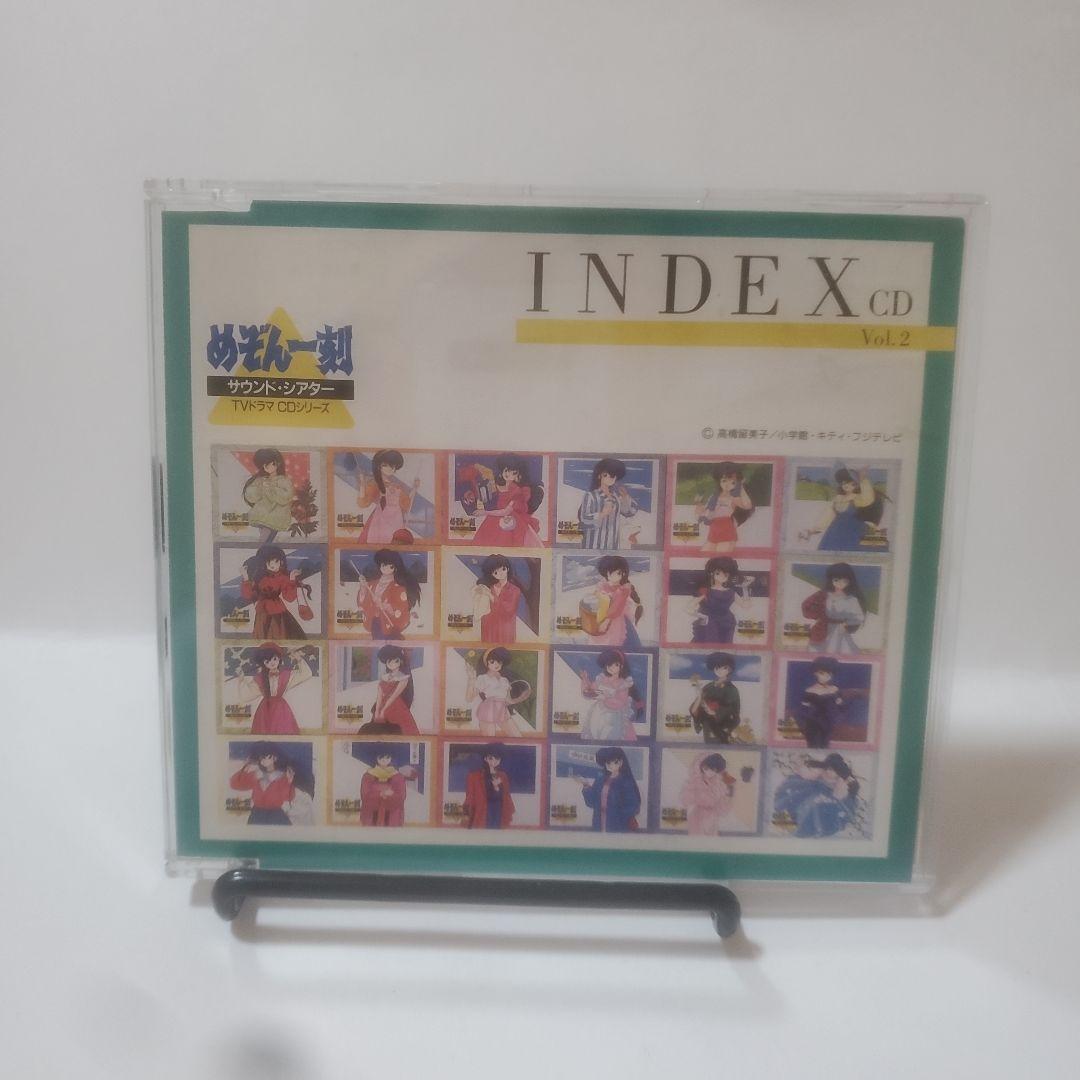 INDEX CD
Vol.2
めぞん一刻
サウンド・シアター
TVドラマCDシリーズ
© 高橋留美子/小学館・キティ・フジテレビ